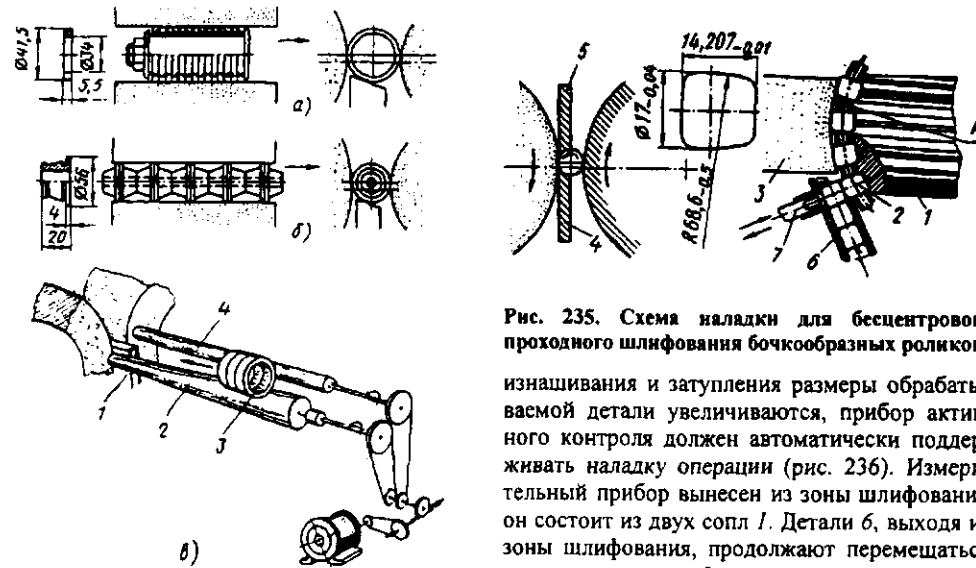 Ø41,5
Ø34
5,5
а)
Ø56
4
20
б)
4
1
2
3
в)
5
4
14,207-0,01
Ø17-0,04
R68,6-0,5
3
7
6
2
1
Рис. 235. Схема наладки для бесцентрового
проходного шлифования бочкообразных роликов
изнашивания и затупления размеры обрабаты
ваемой детали увеличиваются, прибор актив
ного контроля должен автоматически поддер
живать наладку операции (рис. 236). Измери
тельный прибор вынесен из зоны шлифования
он состоит из двух сопл 1. Детали 6, выходя и
зоны шлифования, продолжают перемещатьс